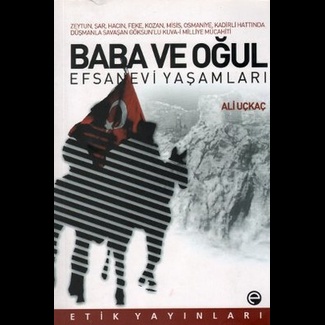 ZEYTUN, ŞAR, HACIN, FEKE, KOZAN, MİSİS, OSMANİYE, KADİRLİ HATTINDA
DÜŞMANLA SAVAŞAN GÖKSUN'LU KUVA-İ MİLLİYE MÜCAHİTİ
BABA VE OĞUL
EFSANEVİ YAŞAMLARI
ALİ UÇKAÇ
e
ETİK YAYINLARI